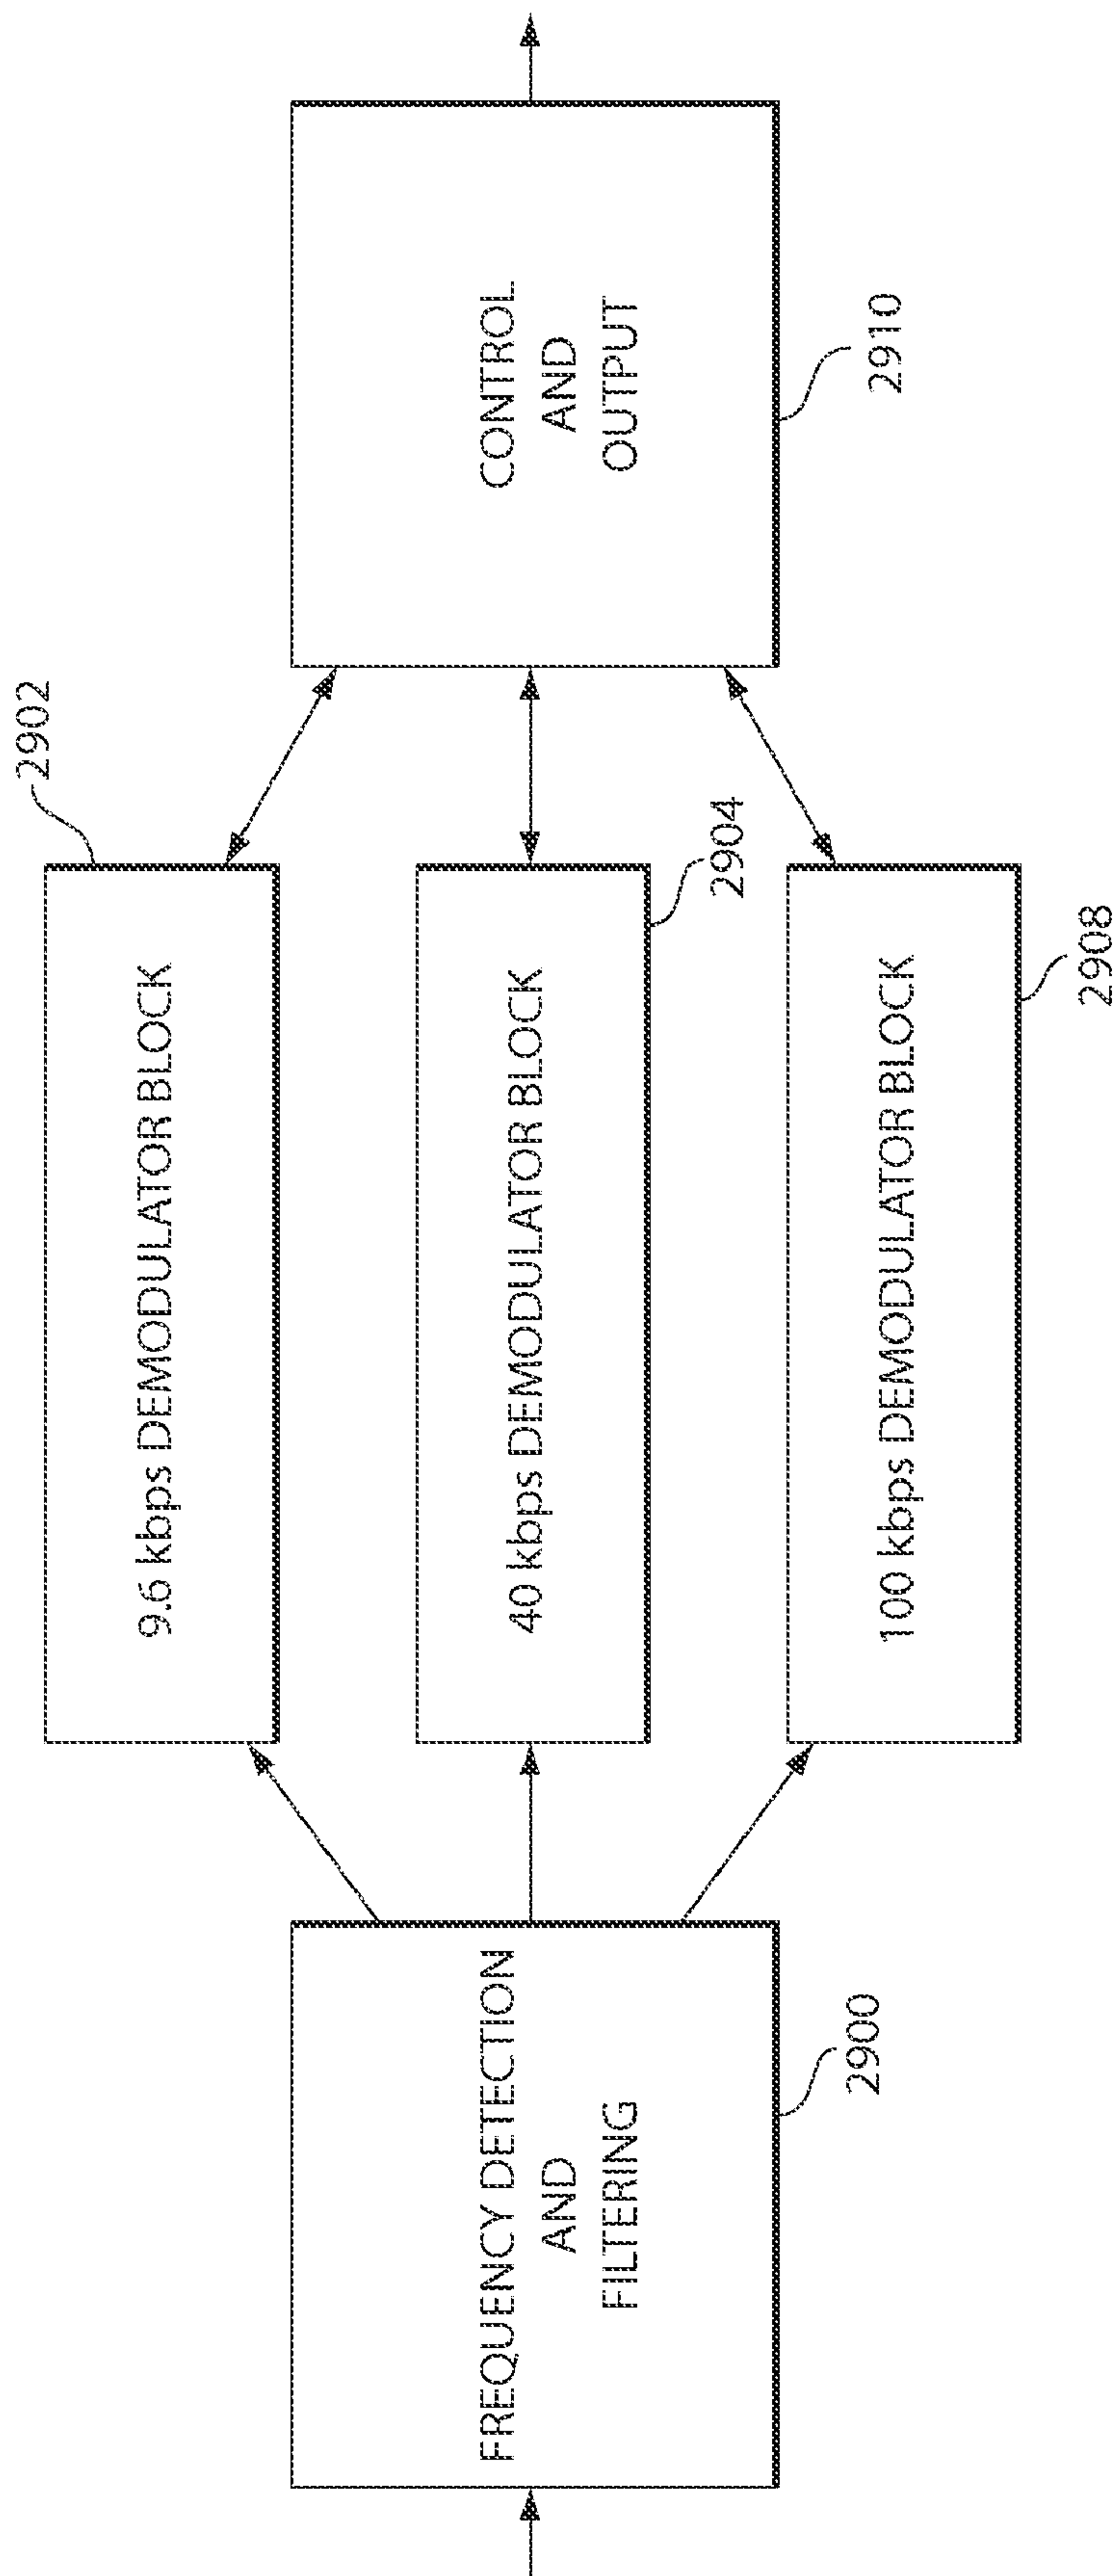 FREQUENCY DETECTION
AND
FILTERING
2900
9.6 kbps DEMODULATOR BLOCK
2902
40 kbps DEMODULATOR BLOCK
2904
100 kbps DEMODULATOR BLOCK
2908
CONTROL
AND
OUTPUT
2910